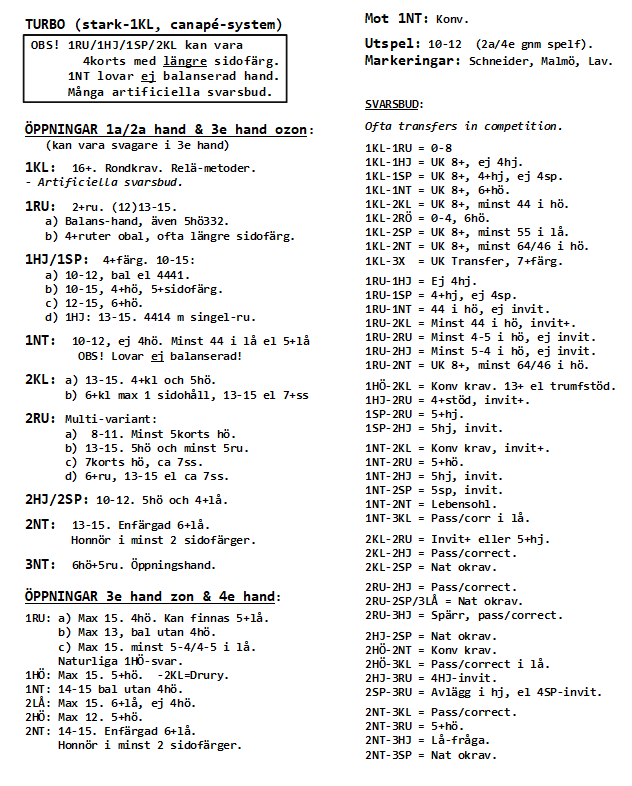 TURBO (stark-1KL, canapé-system)
OBS! 1RU/1HJ/1SP/2KL kan vara
4korts med längre sidofärg.
1NT lovar ej balanserad hand.
Många artificiella svarsbud.
ÖPPNINGAR 1a/2a hand & 3e hand ozon:
(kan vara svagare i 3e hand)
1KL: 16+. Rondkrav. Relä-metoder.
- Artificiella svarsbud.
1RU: 2+ru. (12)13-15.
a) Balans-hand, även 5hö332.
b) 4+ruter obal, ofta längre sidofärg.
1HJ/1SP: 4+färg. 10-15:
a) 10-12, bal el 4441.
b) 10-15, 4+hö, 5+sidofärg.
c) 12-15, 6+hö.
d) 1HJ: 13-15. 4414 m singel-ru.
1NT: 10-12, ej 4hö. Minst 44 i lå el 5+lå
OBS! Lovar ej balanserad!
2KL: a) 13-15. 4+kl och 5hö.
b) 6+kl max 1 sidohåll, 13-15 el 7+ss
2RU: Multi-variant:
a) 8-11. Minst 5korts hö.
b) 13-15. 5hö och minst 5ru.
c) 7korts hö, ca 7ss.
d) 6+ru, 13-15 el ca 7ss.
2HJ/2SP: 10-12. 5hö och 4+lå.
2NT: 13-15. Enfärgad 6+lå.
Honnör i minst 2 sidofärger.
3NT: 6hö+5ru. Öppningshand.
ÖPPNINGAR 3e hand zon & 4e hand:
1RU: a) Max 15. 4hö. Kan finnas 5+lå.
b) Max 13, bal utan 4hö.
c) Max 15. minst 5-4/4-5 i lå.
Naturliga 1HÖ-svar.
1HÖ: Max 15. 5+hö. -2KL=Drury.
1NT: 14-15 bal utan 4hö.
2LÅ: Max 15. 6+lå, ej 4hö.
2HÖ: Max 12. 5+hö.
2NT: 14-15. Enfärgad 6+lå.
Honnör i minst 2 sidofärger.
Mot 1NT: Konv.
Utspel: 10-12 (2a/4e gnm spelf).
Markeringar: Schneider, Malmö, Lav.
SVARSBUD:
Ofta transfers in competition.
1KL-1RU = 0-8
1KL-1HJ = UK 8+, ej 4hj.
1KL-1SP = UK 8+, 4+hj, ej 4sp.
1KL-1NT = UK 8+, 6+hö.
1KL-2KL = UK 8+, minst 44 i hö.
1KL-2RÖ = 0-4, 6hö.
1KL-2SP = UK 8+, minst 55 i lå.
1KL-2NT = UK 8+, minst 64/46 i hö.
1KL-3X = UK Transfer, 7+färg.
1RU-1HJ = Ej 4hj.
1RU-1SP = 4+hj, ej 4sp.
1RU-1NT = 44 i hö, ej invit.
1RU-2KL = Minst 44 i hö, invit+.
1RU-2RU = Minst 4-5 i hö, ej invit.
1RU-2HJ = Minst 5-4 i hö, ej invit.
1RU-2NT = UK 8+, minst 64/46 i hö.
1HÖ-2KL = Konv krav. 13+ el trumfstöd.
1HJ-2RU = 4+stöd, invit+.
1SP-2RU = 5+hj.
1SP-2HJ = 5hj, invit.
1NT-2KL = Konv krav, invit+.
1NT-2RU = 5+hö.
1NT-2HJ = 5hj, invit.
1NT-2SP = 5sp, invit.
1NT-2NT = Lebensohl.
1NT-3KL = Pass/corr i lå.
2KL-2RU = Invit+ eller 5+hj.
2KL-2HJ = Pass/correct.
2KL-2SP = Nat okrav.
2RU-2HJ = Pass/correct.
2RU-2SP/3LÅ = Nat okrav.
2RU-3HJ = Spärr, pass/correct.
2HJ-2SP = Nat okrav.
2HÖ-2NT = Konv krav.
2HÖ-3KL = Pass/correct i lå.
2HJ-3RU = 4HJ-invit.
2SP-3RU = Avlägg i hj, el 4SP-invit.
2NT-3KL = Pass/correct.
2NT-3RU = 5+hö.
2NT-3HJ = Lå-fråga.
2NT-3SP = Nat okrav.